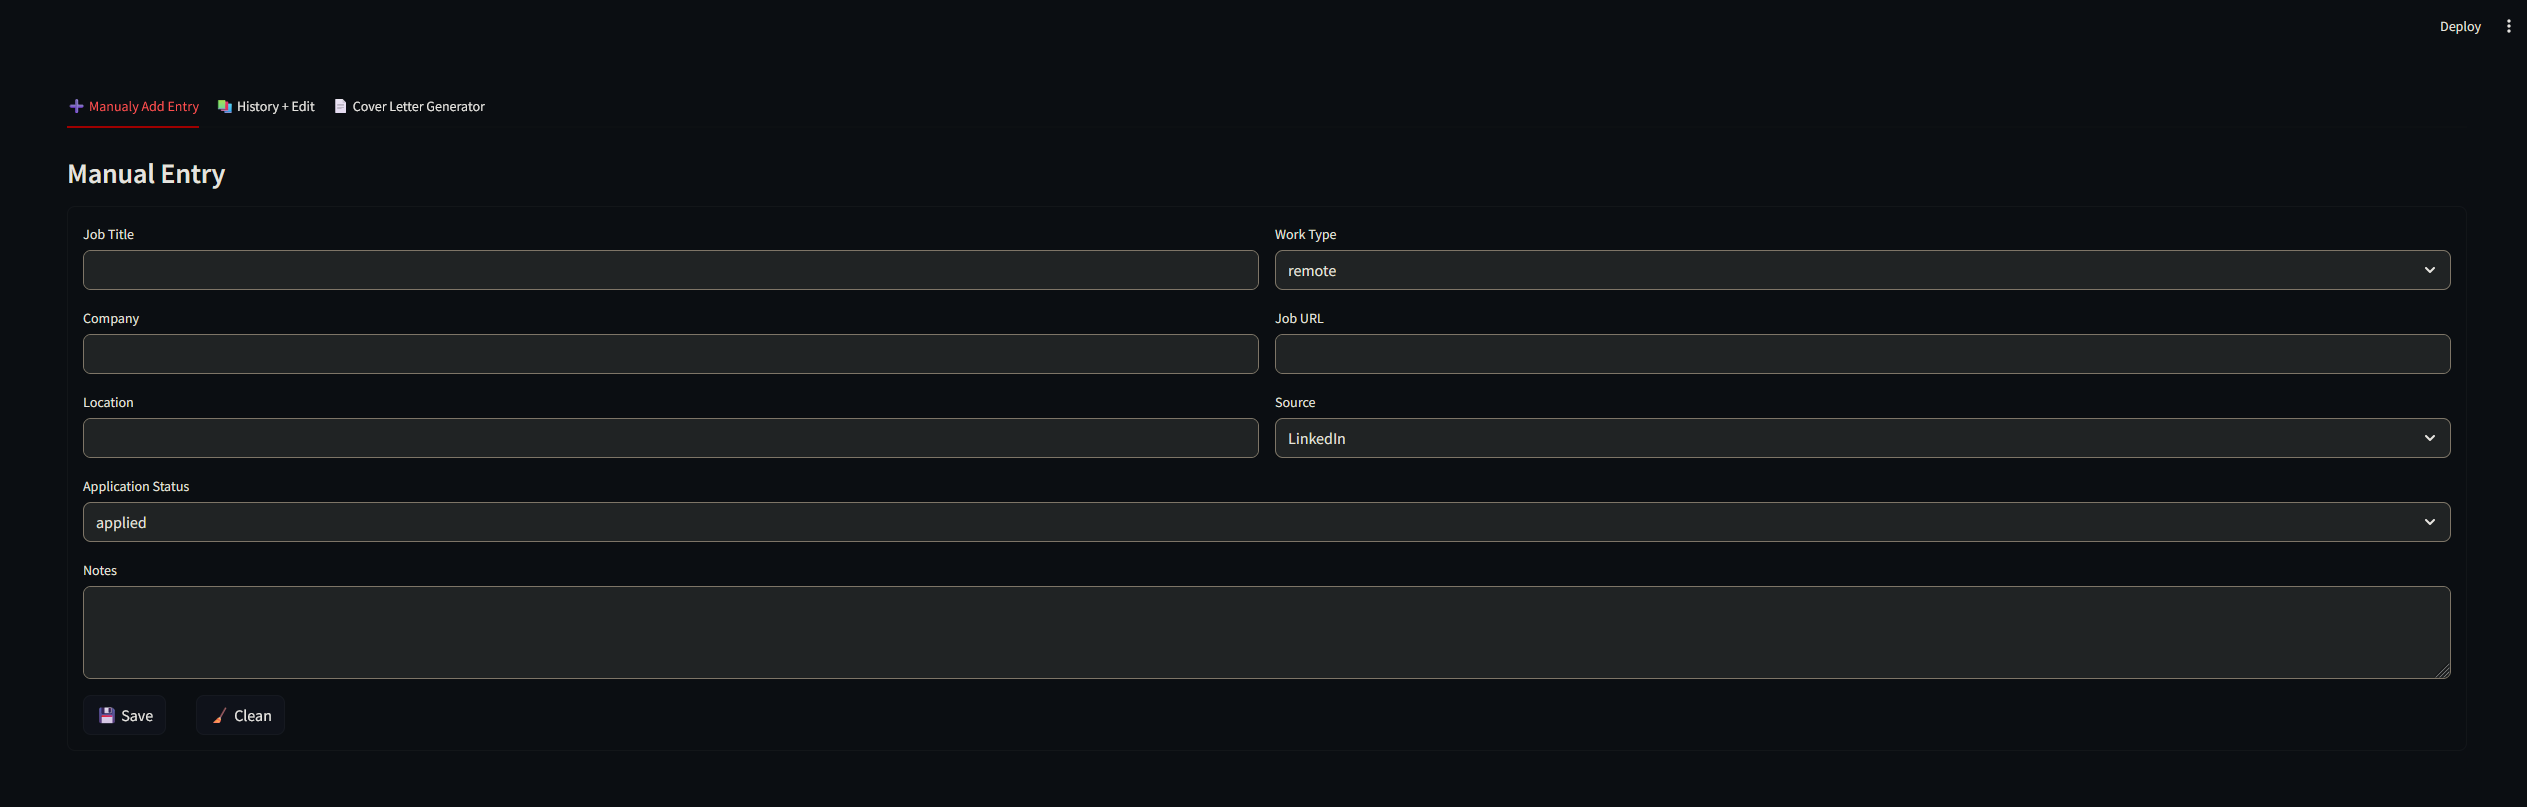 Deploy
Manualy Add Entry History + Edit Cover Letter Generator
Manual Entry
Job Title Work Type
remote
Company Job URL
Location Source
LinkedIn
Application Status
applied
Notes
Save Clean